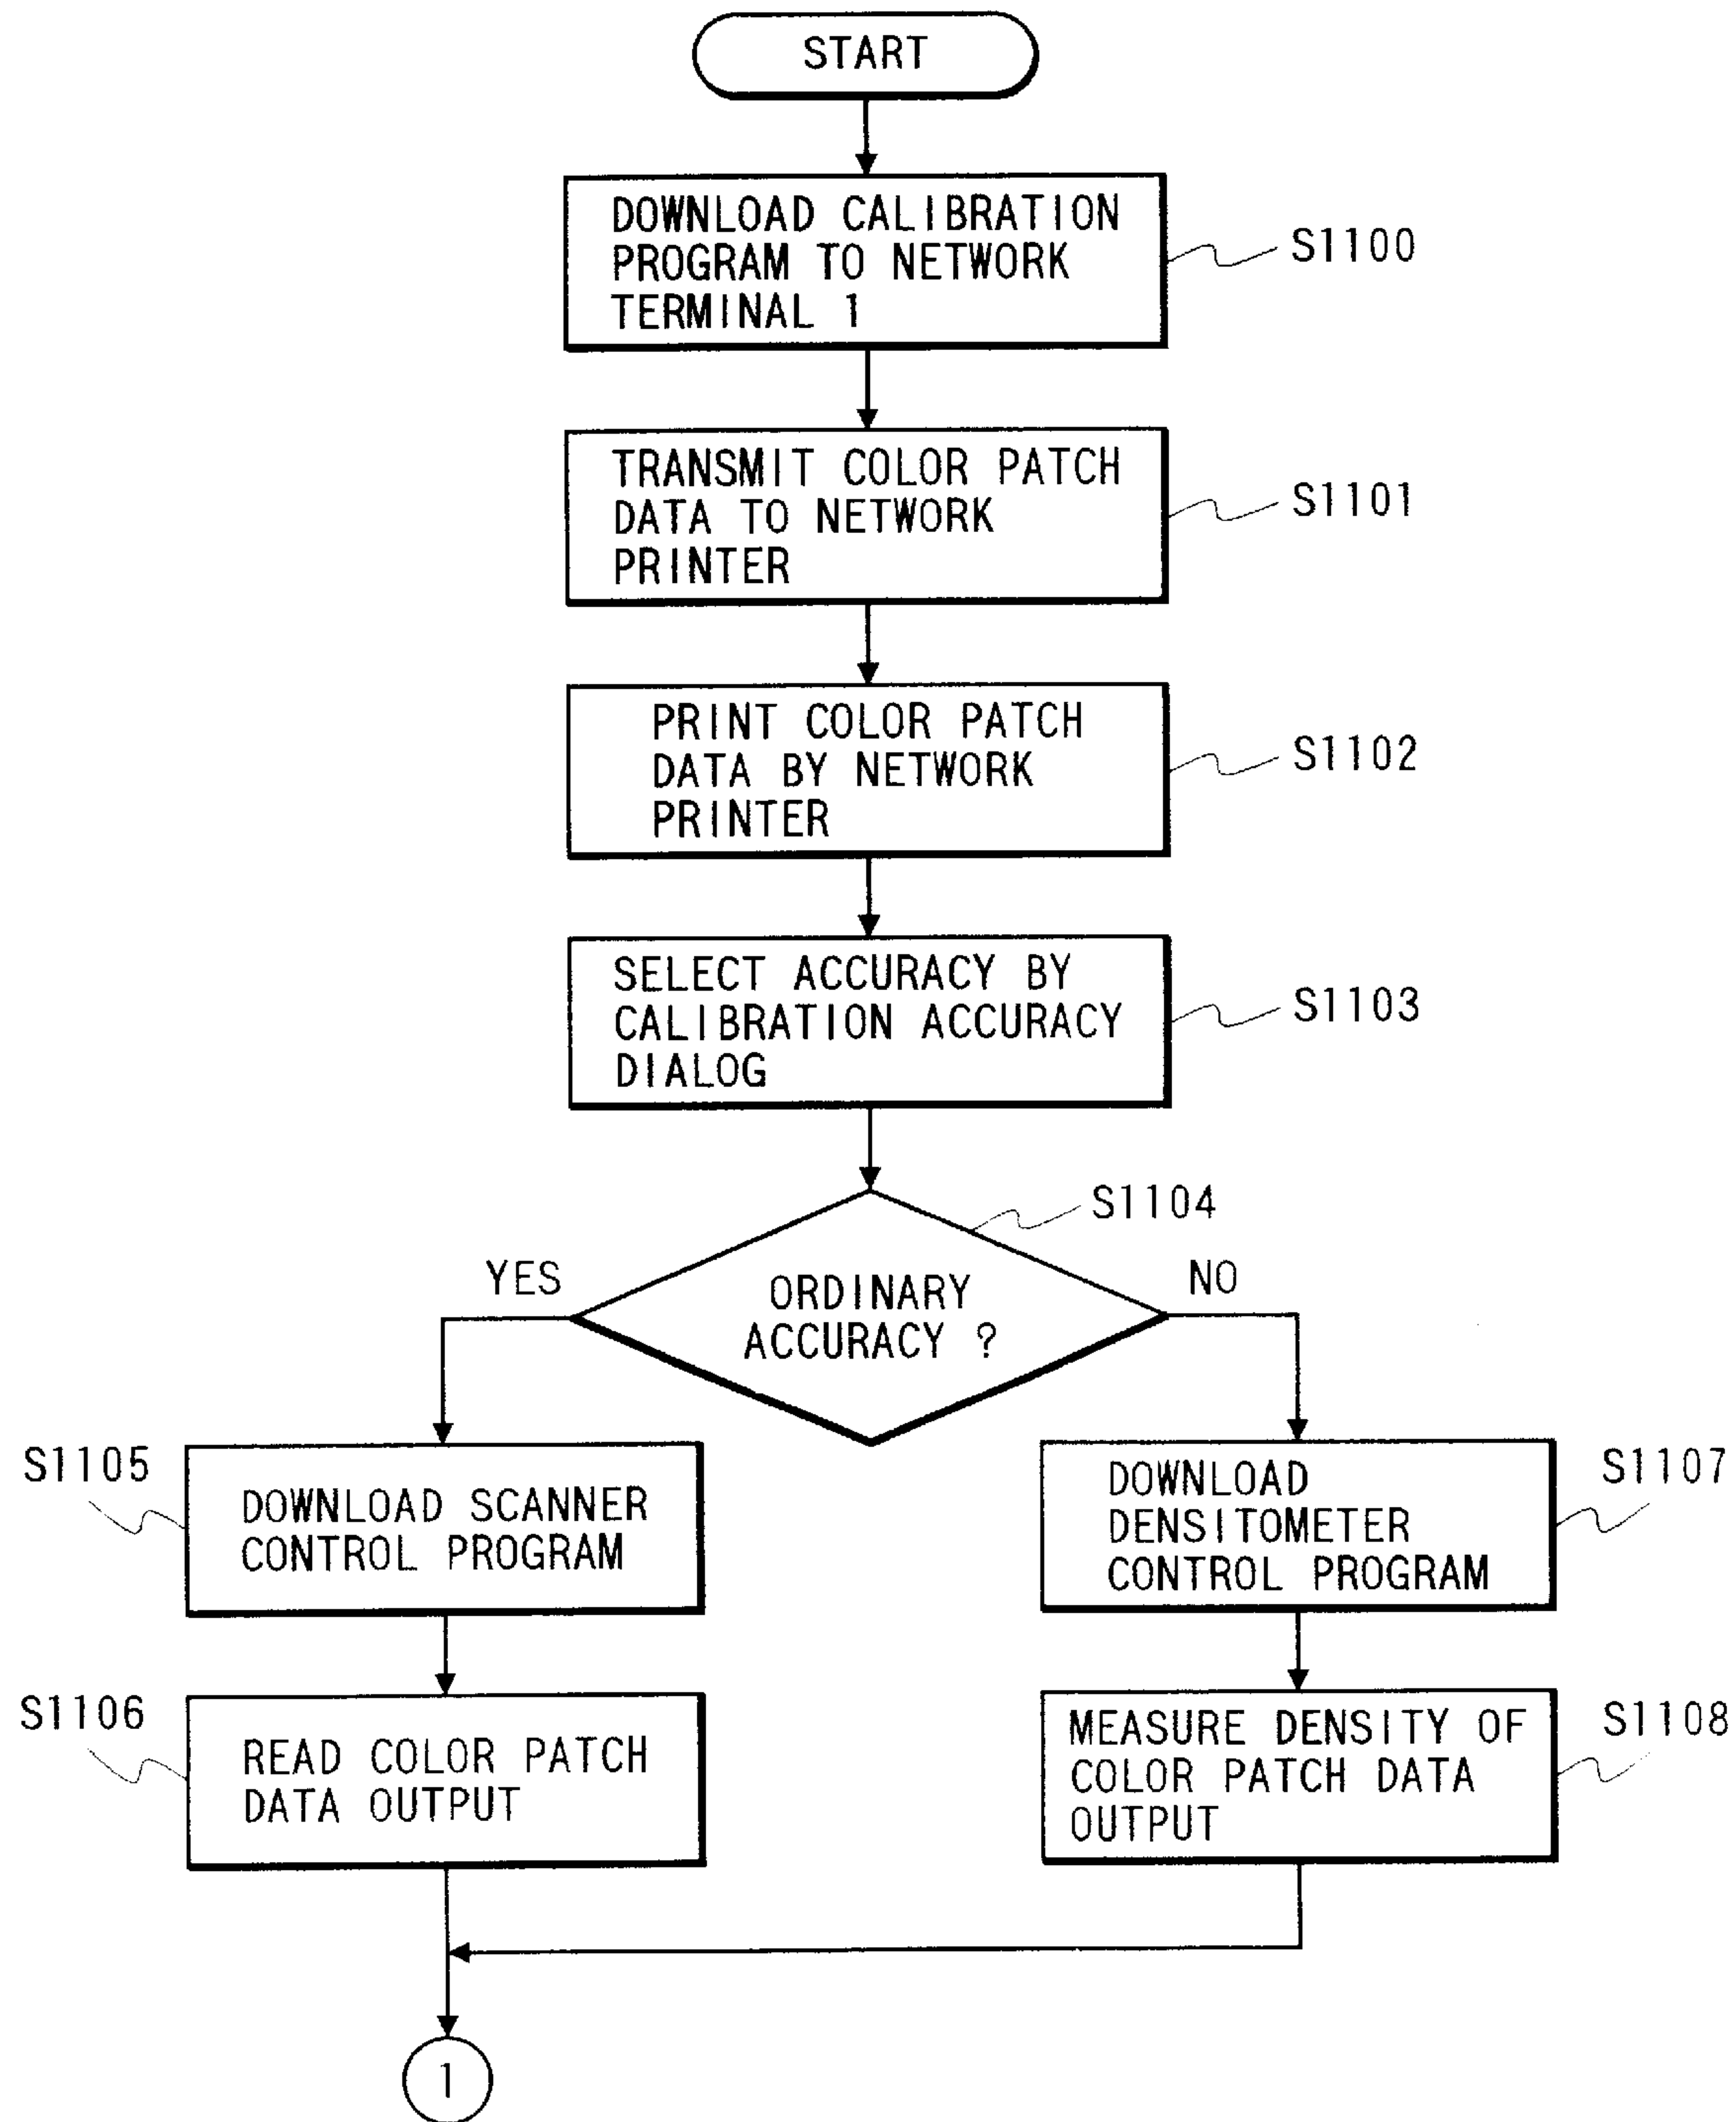 START
DOWNLOAD CALIBRATION
PROGRAM TO NETWORK
TERMINAL 1
S1100
TRANSMIT COLOR PATCH
DATA TO NETWORK
PRINTER
S1101
PRINT COLOR PATCH
DATA BY NETWORK
PRINTER
S1102
SELECT ACCURACY BY
CALIBRATION ACCURACY
DIALOG
S1103
S1104
YES
ORDINARY
ACCURACY ?
NO
S1105
DOWNLOAD SCANNER
CONTROL PROGRAM
DOWNLOAD
DENSITOMETER
CONTROL PROGRAM
S1107
S1106
READ COLOR PATCH
DATA OUTPUT
MEASURE DENSITY OF
COLOR PATCH DATA
OUTPUT
S1108
1